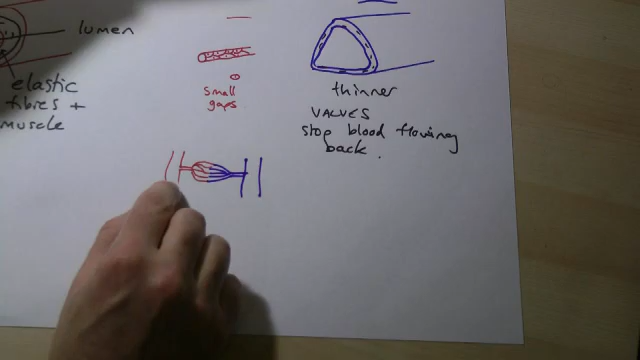 lumen
elastic
fibres +
muscle
small
gaps
thinner
VALVES
stop blood flowing
back.